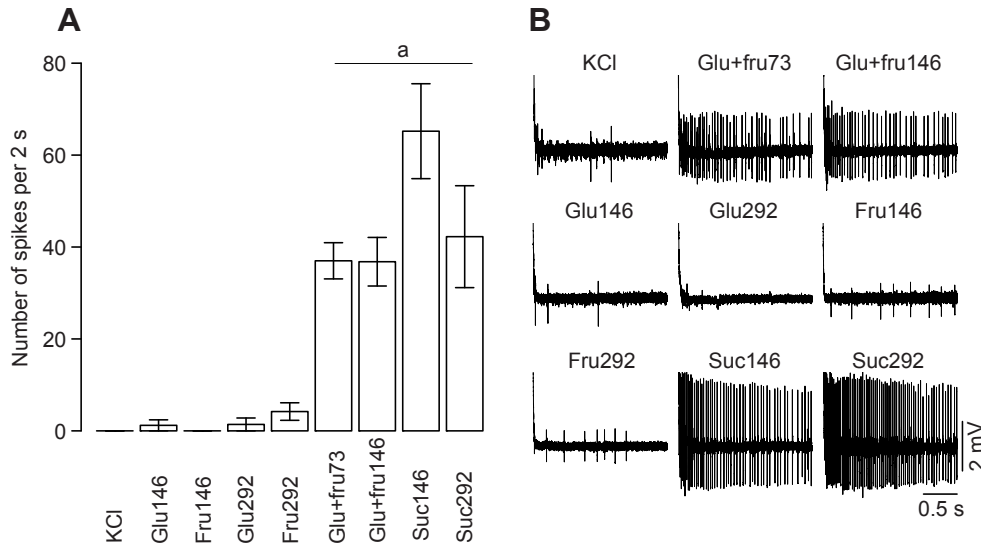 A
Number of spikes per 2 s
80
60
40
20
0
a
KCl
Glu146
Fru146
Glu292
Fru292
Glu+fru73
Glu+fru146
Suc146
Suc292
B
KCl
Glu+fru73
Glu+fru146
Glu146
Glu292
Fru146
Fru292
Suc146
Suc292
2 mV
0.5 s